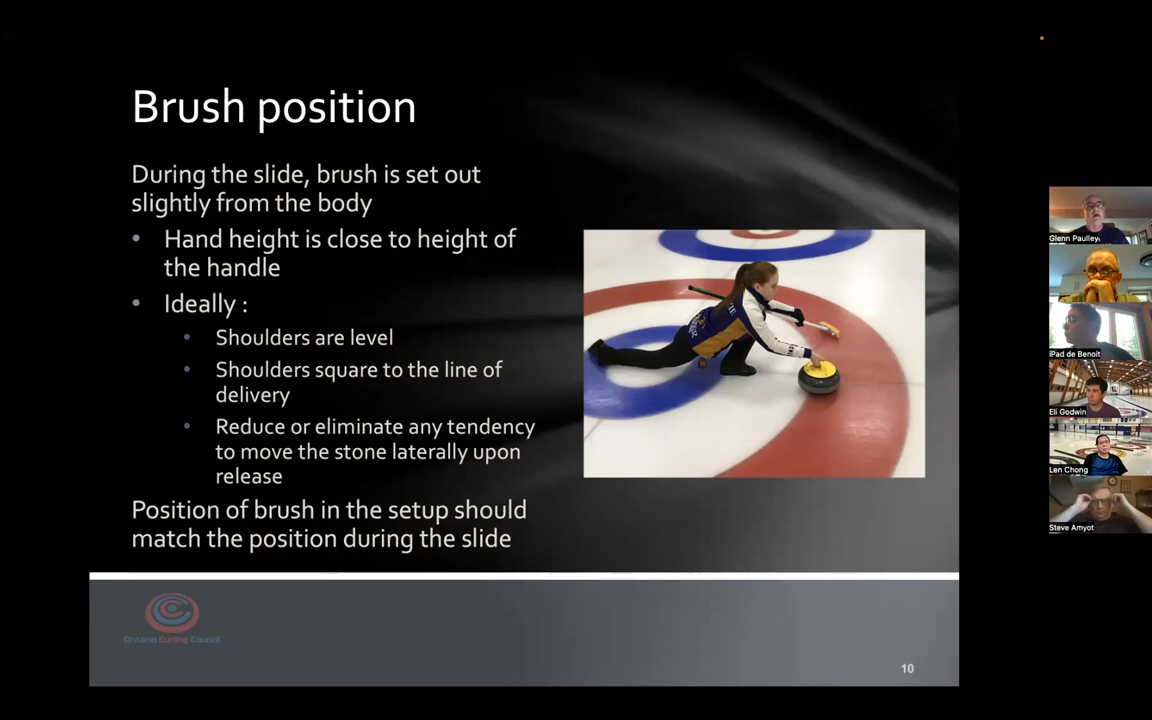 Brush position
During the slide, brush is set out
slightly from the body
• Hand height is close to height of
the handle
• Ideally :
• Shoulders are level
• Shoulders square to the line of
delivery
• Reduce or eliminate any tendency
to move the stone laterally upon
release
Position of brush in the setup should
match the position during the slide
Ontario Curling Council
10
Glenn Paulley
iPad de Benoit
Eli Godwin
Len Chong
Steve Amyot